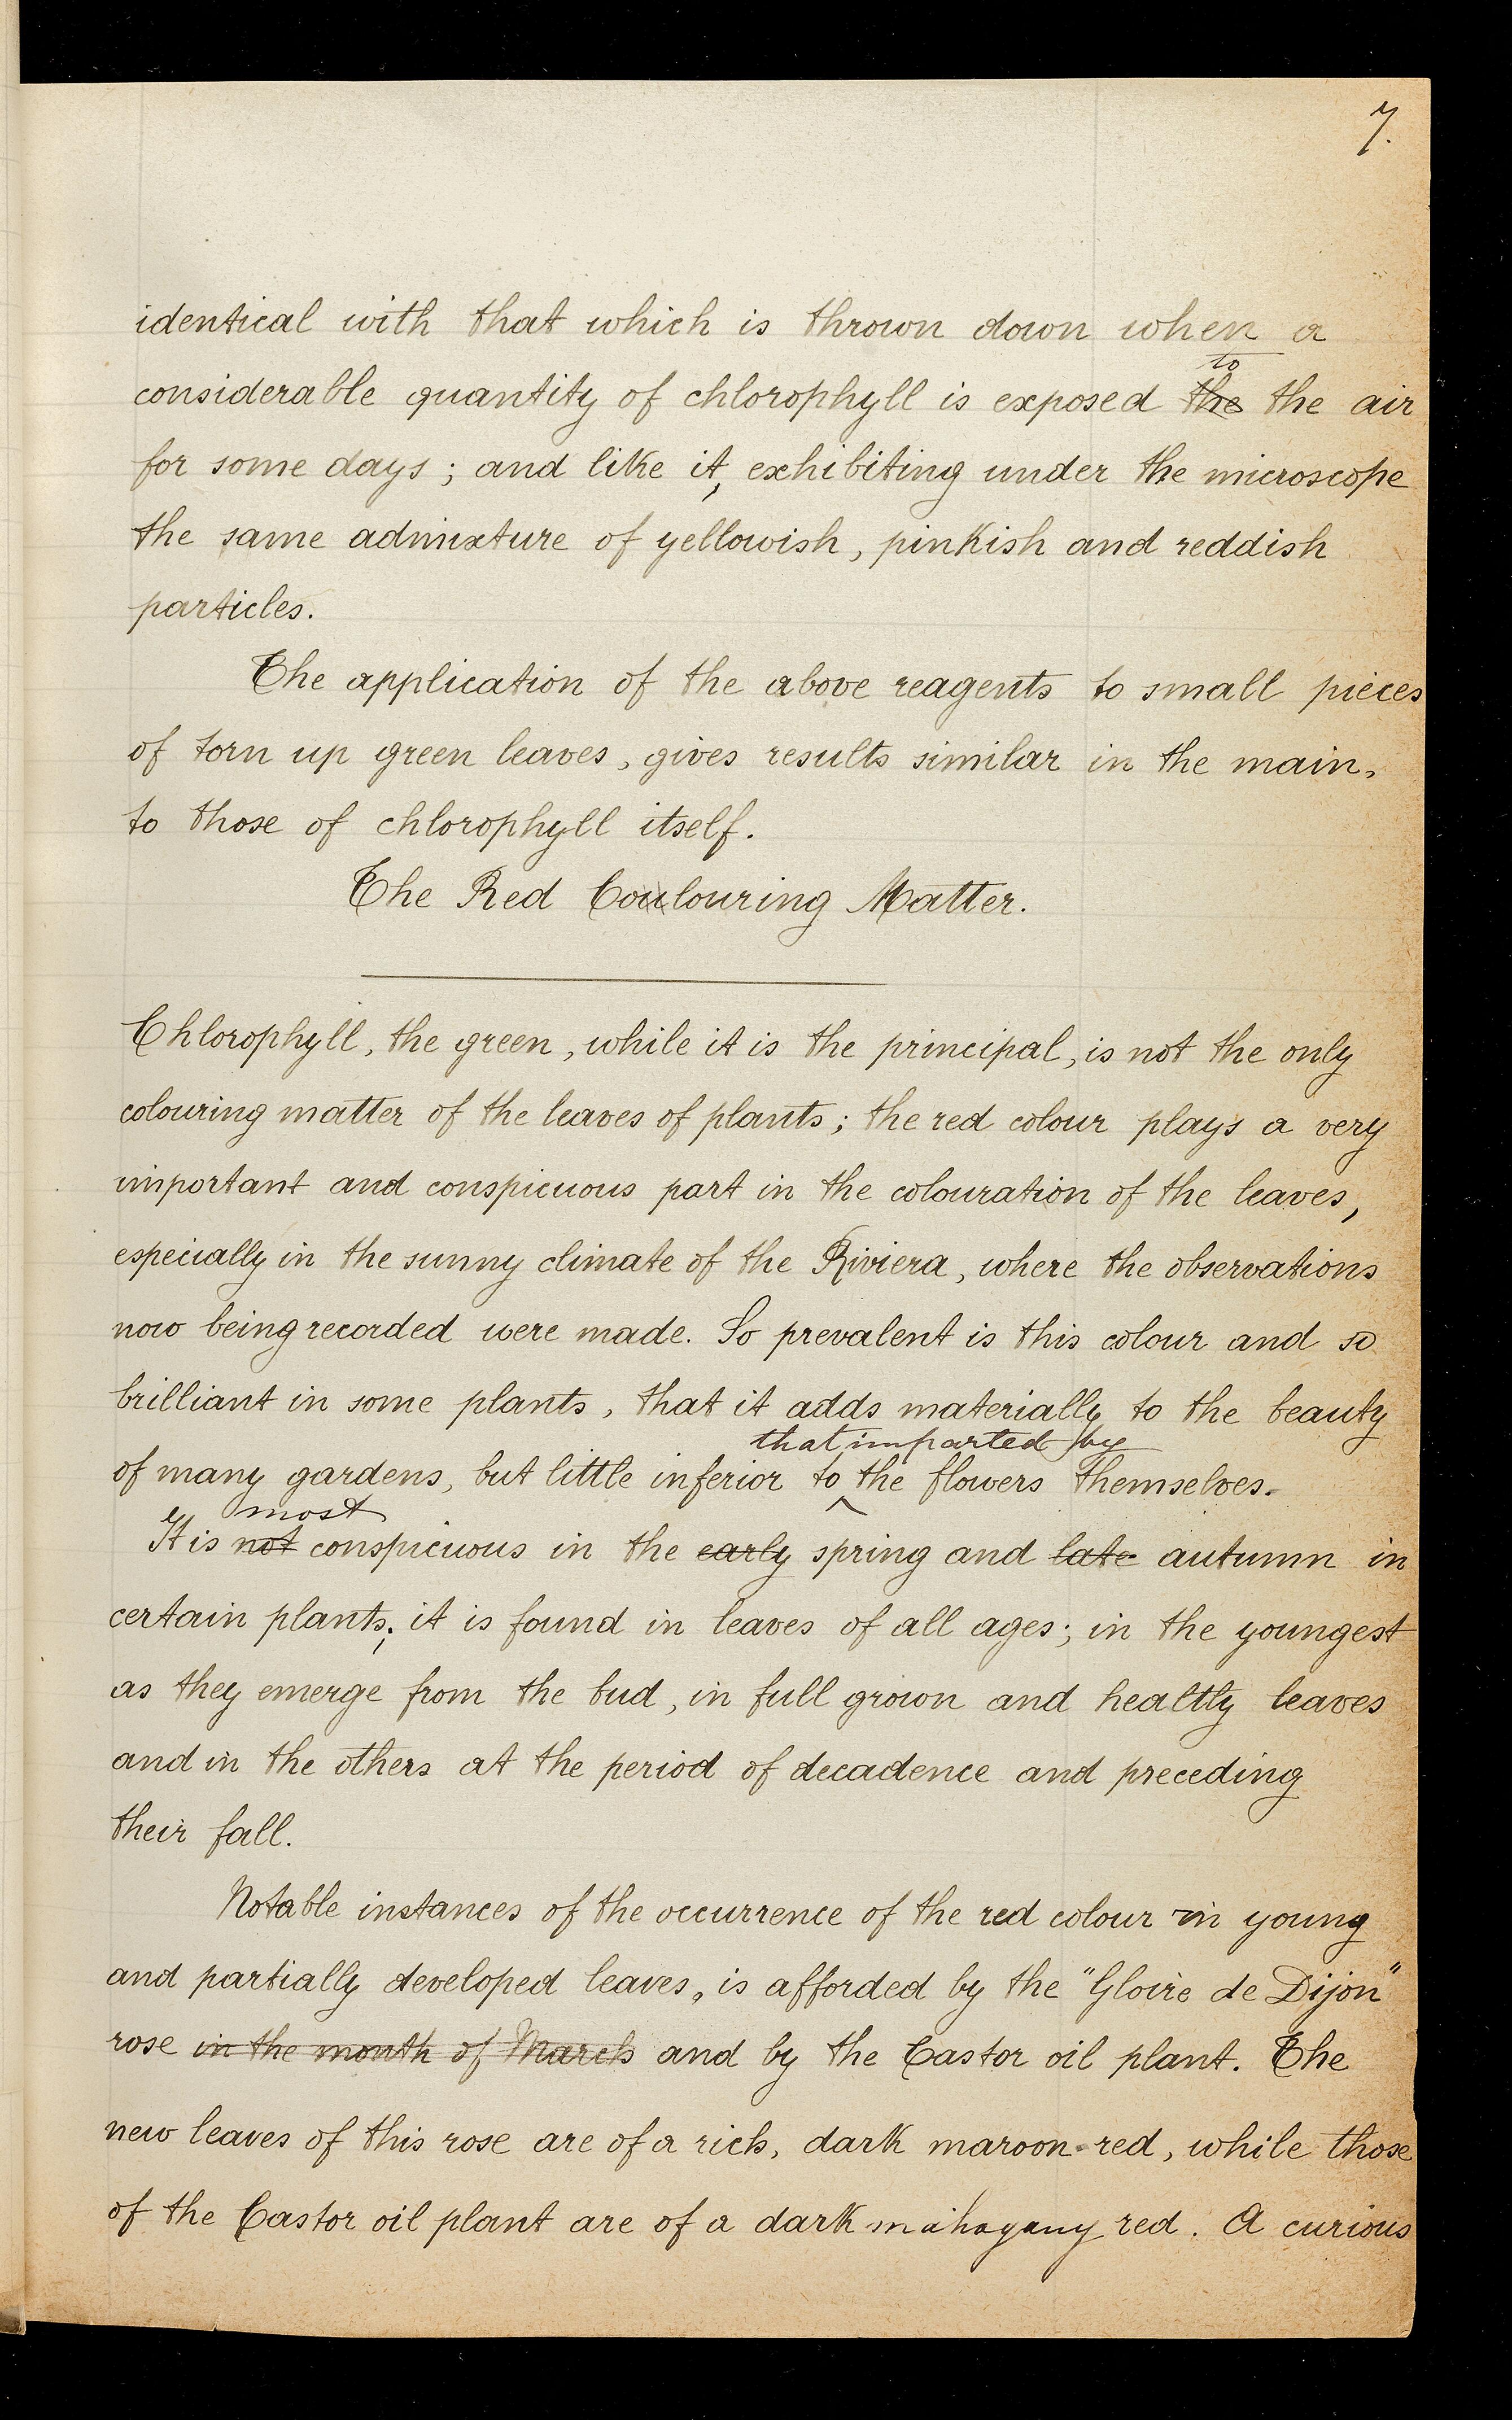 7.
identical with that which is thrown down when a
to
considerable quantity of chlorophyll is exposed the the air
for some days; and like it, exhibiting under the microscope
the same admixture of yellowish, pinkish and reddish
particles.
The application of the above reagents to small pieces
of torn up green leaves, gives results similar in the main,
to those of chlorophyll itself.
The Red Coulouring Matter.
Chlorophyll, the green, while it is the principal, is not the only
colouring matter of the leaves of plants; the red colour plays a very
important and conspicuous part in the colouration of the leaves,
especially in the sunny climate of the Riviera, where the observations
now being recorded were made. So prevalent is this colour and so
brilliant in some plants, that it adds materially to the beauty
that imparted by
of many gardens, but little inferior to the flowers themselves.
most
It is not conspicuous in the early spring and late autumn in
certain plants; it is found in leaves of all ages; in the youngest
as they emerge from the bud, in full grown and healtly leaves
and in the others at the period of decadence and preceding
their fall.
Notable instances of the occurrence of the red colour in young
and partially developed leaves, is afforded by the "Gloire de Dijon"
rose in the month of March and by the Castor oil plant. The
new leaves of this rose are of a rich, dark maroon-red, while those
of the Castor oil plant are of a dark mahogany red. A curious